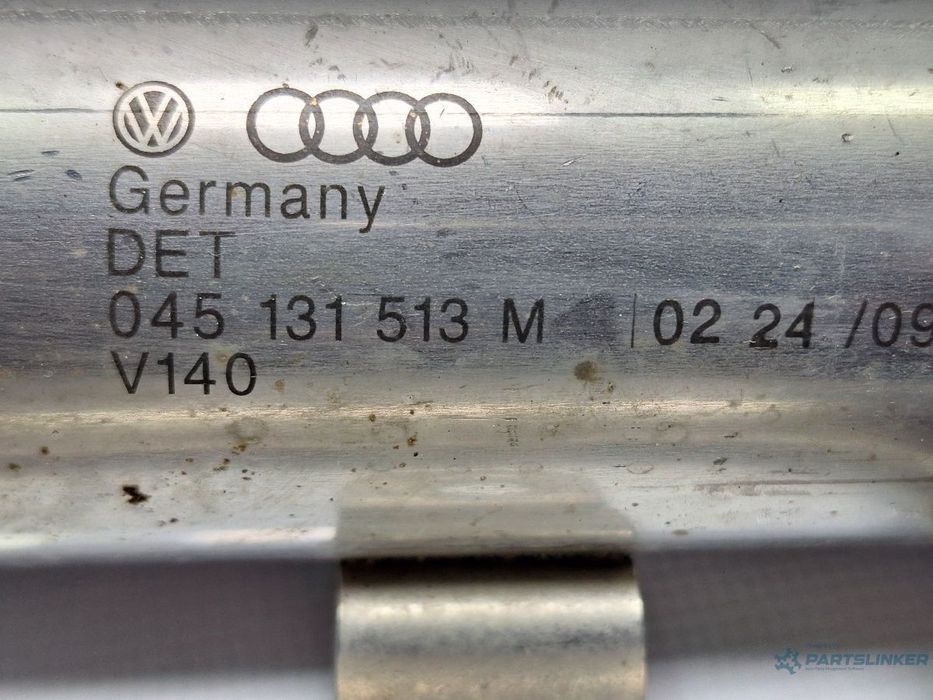 Germany
DET
045 131 513 M | 02 24 /09
V140
PARTSLINKER